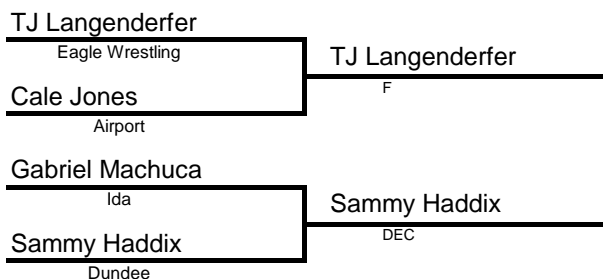 TJ Langenderfer
Eagle Wrestling
TJ Langenderfer
F
Cale Jones
Airport
Gabriel Machuca
Ida
Sammy Haddix
DEC
Sammy Haddix
Dundee